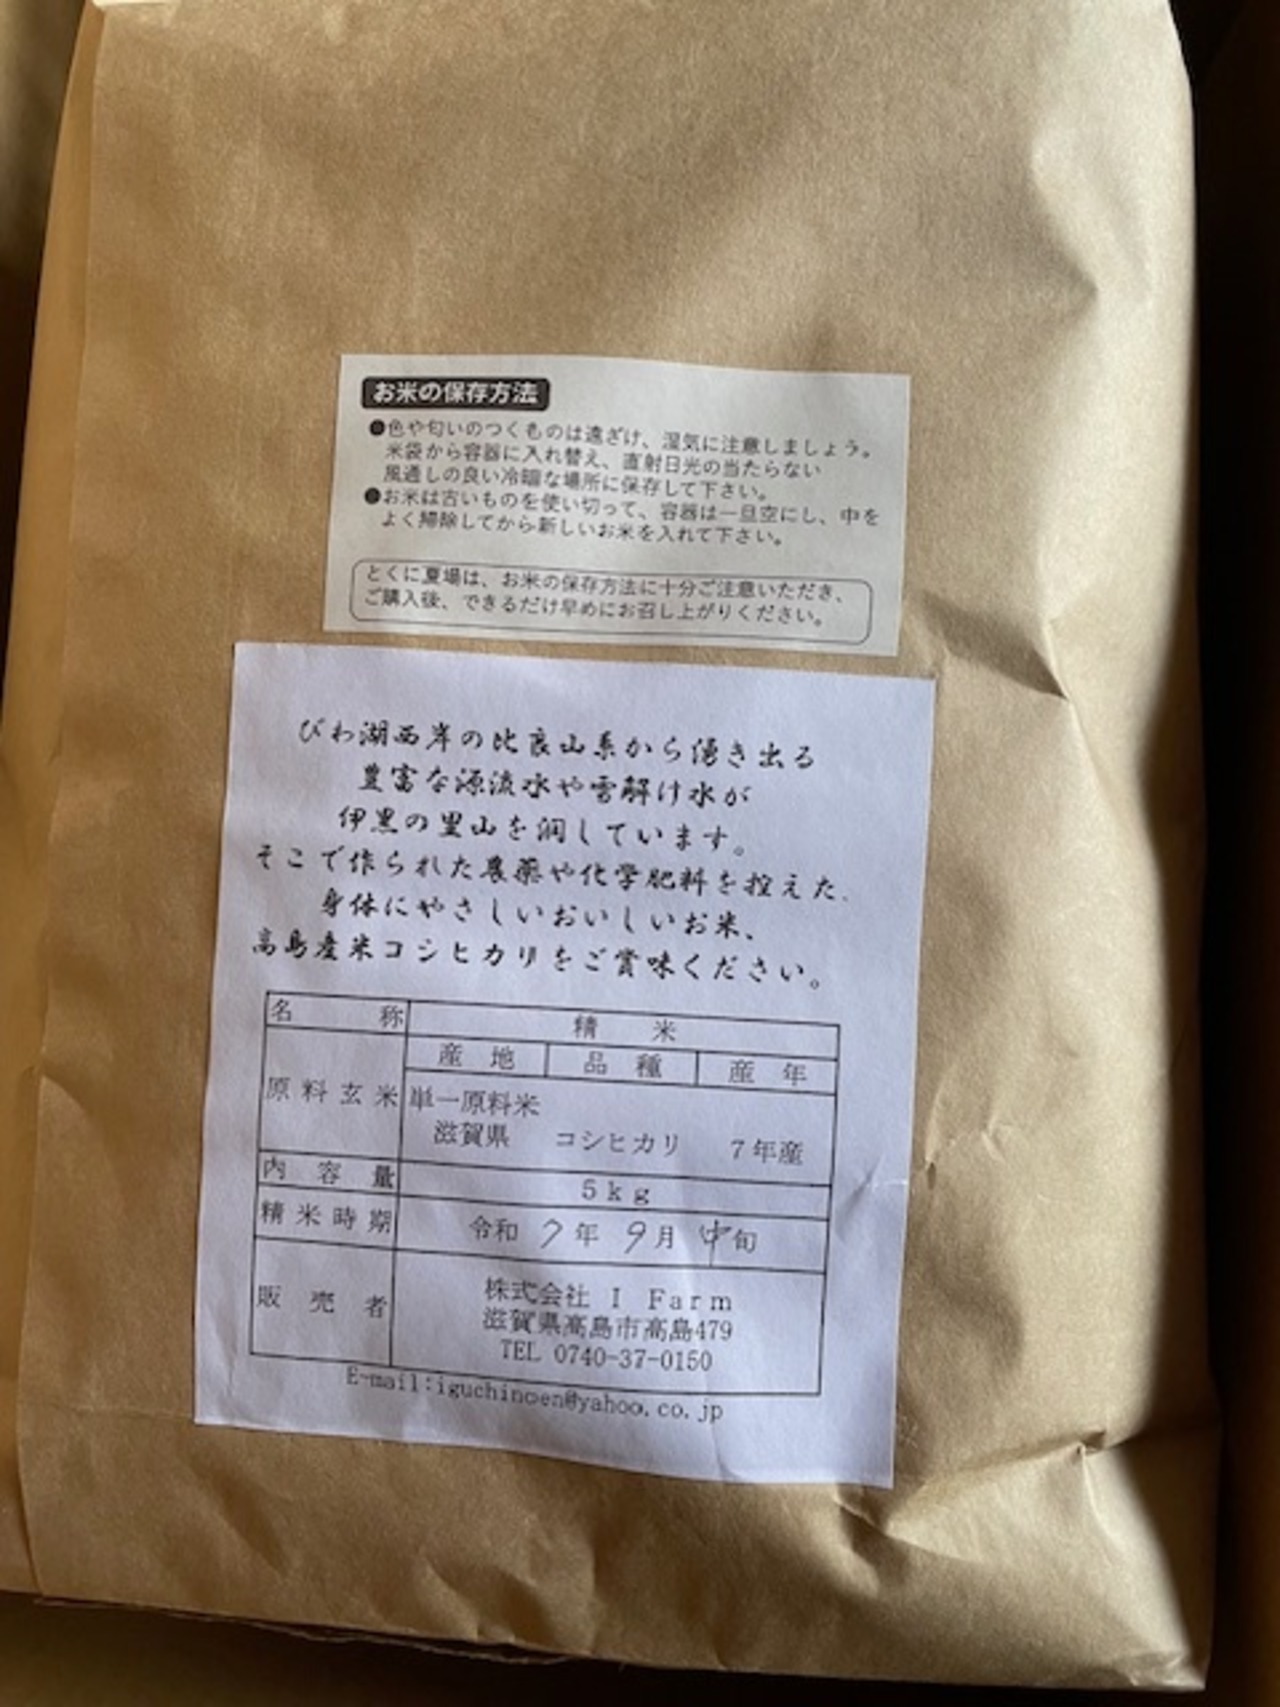 お米の保存方法
●色や匂いのつくものは遠ざけ、湿気に注意しましょう。
米袋から容器に入れ替え、直射日光の当たらない
風通しの良い冷暗な場所に保存して下さい。
●お米は古いものを使い切って、容器は一旦空にし、中を
よく掃除してから新しいお米を入れて下さい。
とくに夏場は、お米の保存方法に十分ご注意いただき、
ご購入後、できるだけ早めにお召し上がりください。
びわ湖西岸の比良山系から湧き出る
豊富な源流水や雪解け水が
伊黒の里山を潤しています。
そこで作られた農薬や化学肥料を控えた、
身体にやさしいおいしいお米、
高島産米コシヒカリをご賞味ください。
名称 精米
原料玄米 産地 品種 産年
単一原料米
滋賀県 コシヒカリ 7年産
内容量 5kg
精米時期 令和 7年 9月 中旬
販売者 株式会社 I Farm
滋賀県高島市高島479
TEL 0740-37-0150
E-mail:iguchinoen@yahoo.co.jp